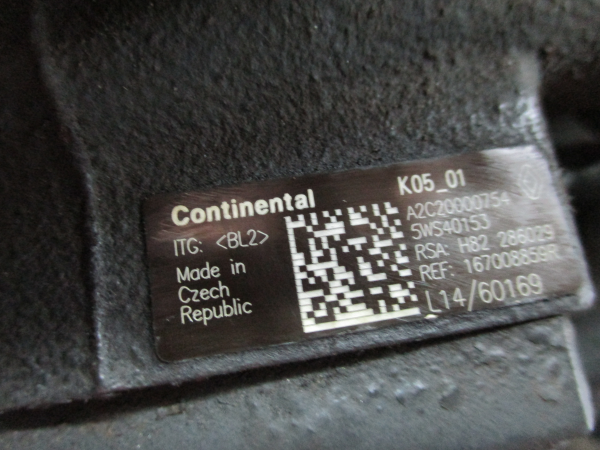 Continental
K05_01
ITG: <BL2>
Made in
Czech
Republic
A2C20000754
5WS40153
RSA: H82 286029
REF: 167008859R
L14/60169